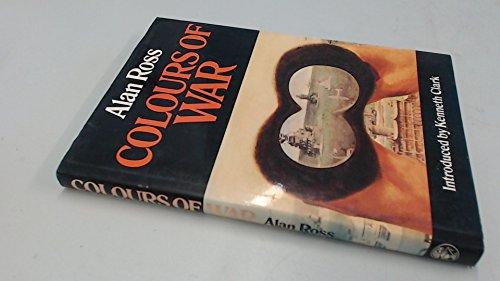 Alan Ross
COLOURS OF
WAR
Introduced by Kenneth Clark
COLOURS OF WAR
Alan Ross